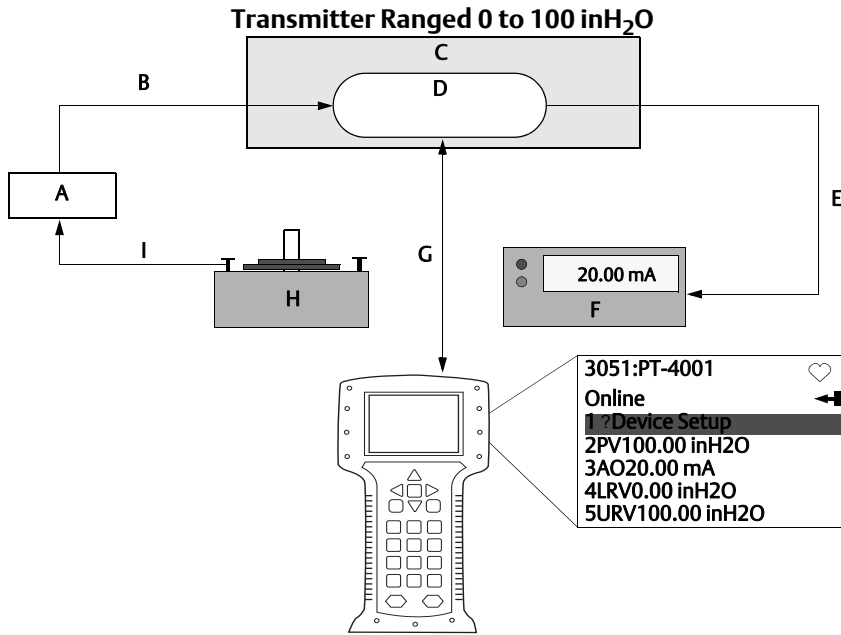 Transmitter Ranged 0 to 100 inH₂O
C
B
D
A
E
G
I
20.00 mA
H
F
3051:PT-4001
Online
1 ?Device Setup
2PV100.00 inH2O
3AO20.00 mA
4LRV0.00 inH2O
5URV100.00 inH2O